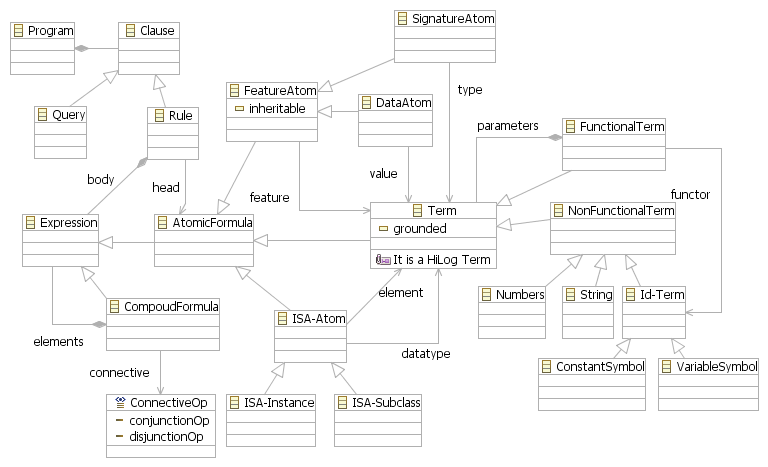 SignatureAtom
Program
Clause
FeatureAtom
inheritable
type
DataAtom
Query
Rule
parameters
FunctionalTerm
value
body
head
feature
functor
Expression
AtomicFormula
Term
grounded
It is a HiLog Term
NonFunctionalTerm
element
Numbers
String
Id-Term
CompoudFormula
ISA-Atom
elements
datatype
connective
ConstantSymbol
VariableSymbol
ConnectiveOp
conjunctionOp
disjunctionOp
ISA-Instance
ISA-Subclass